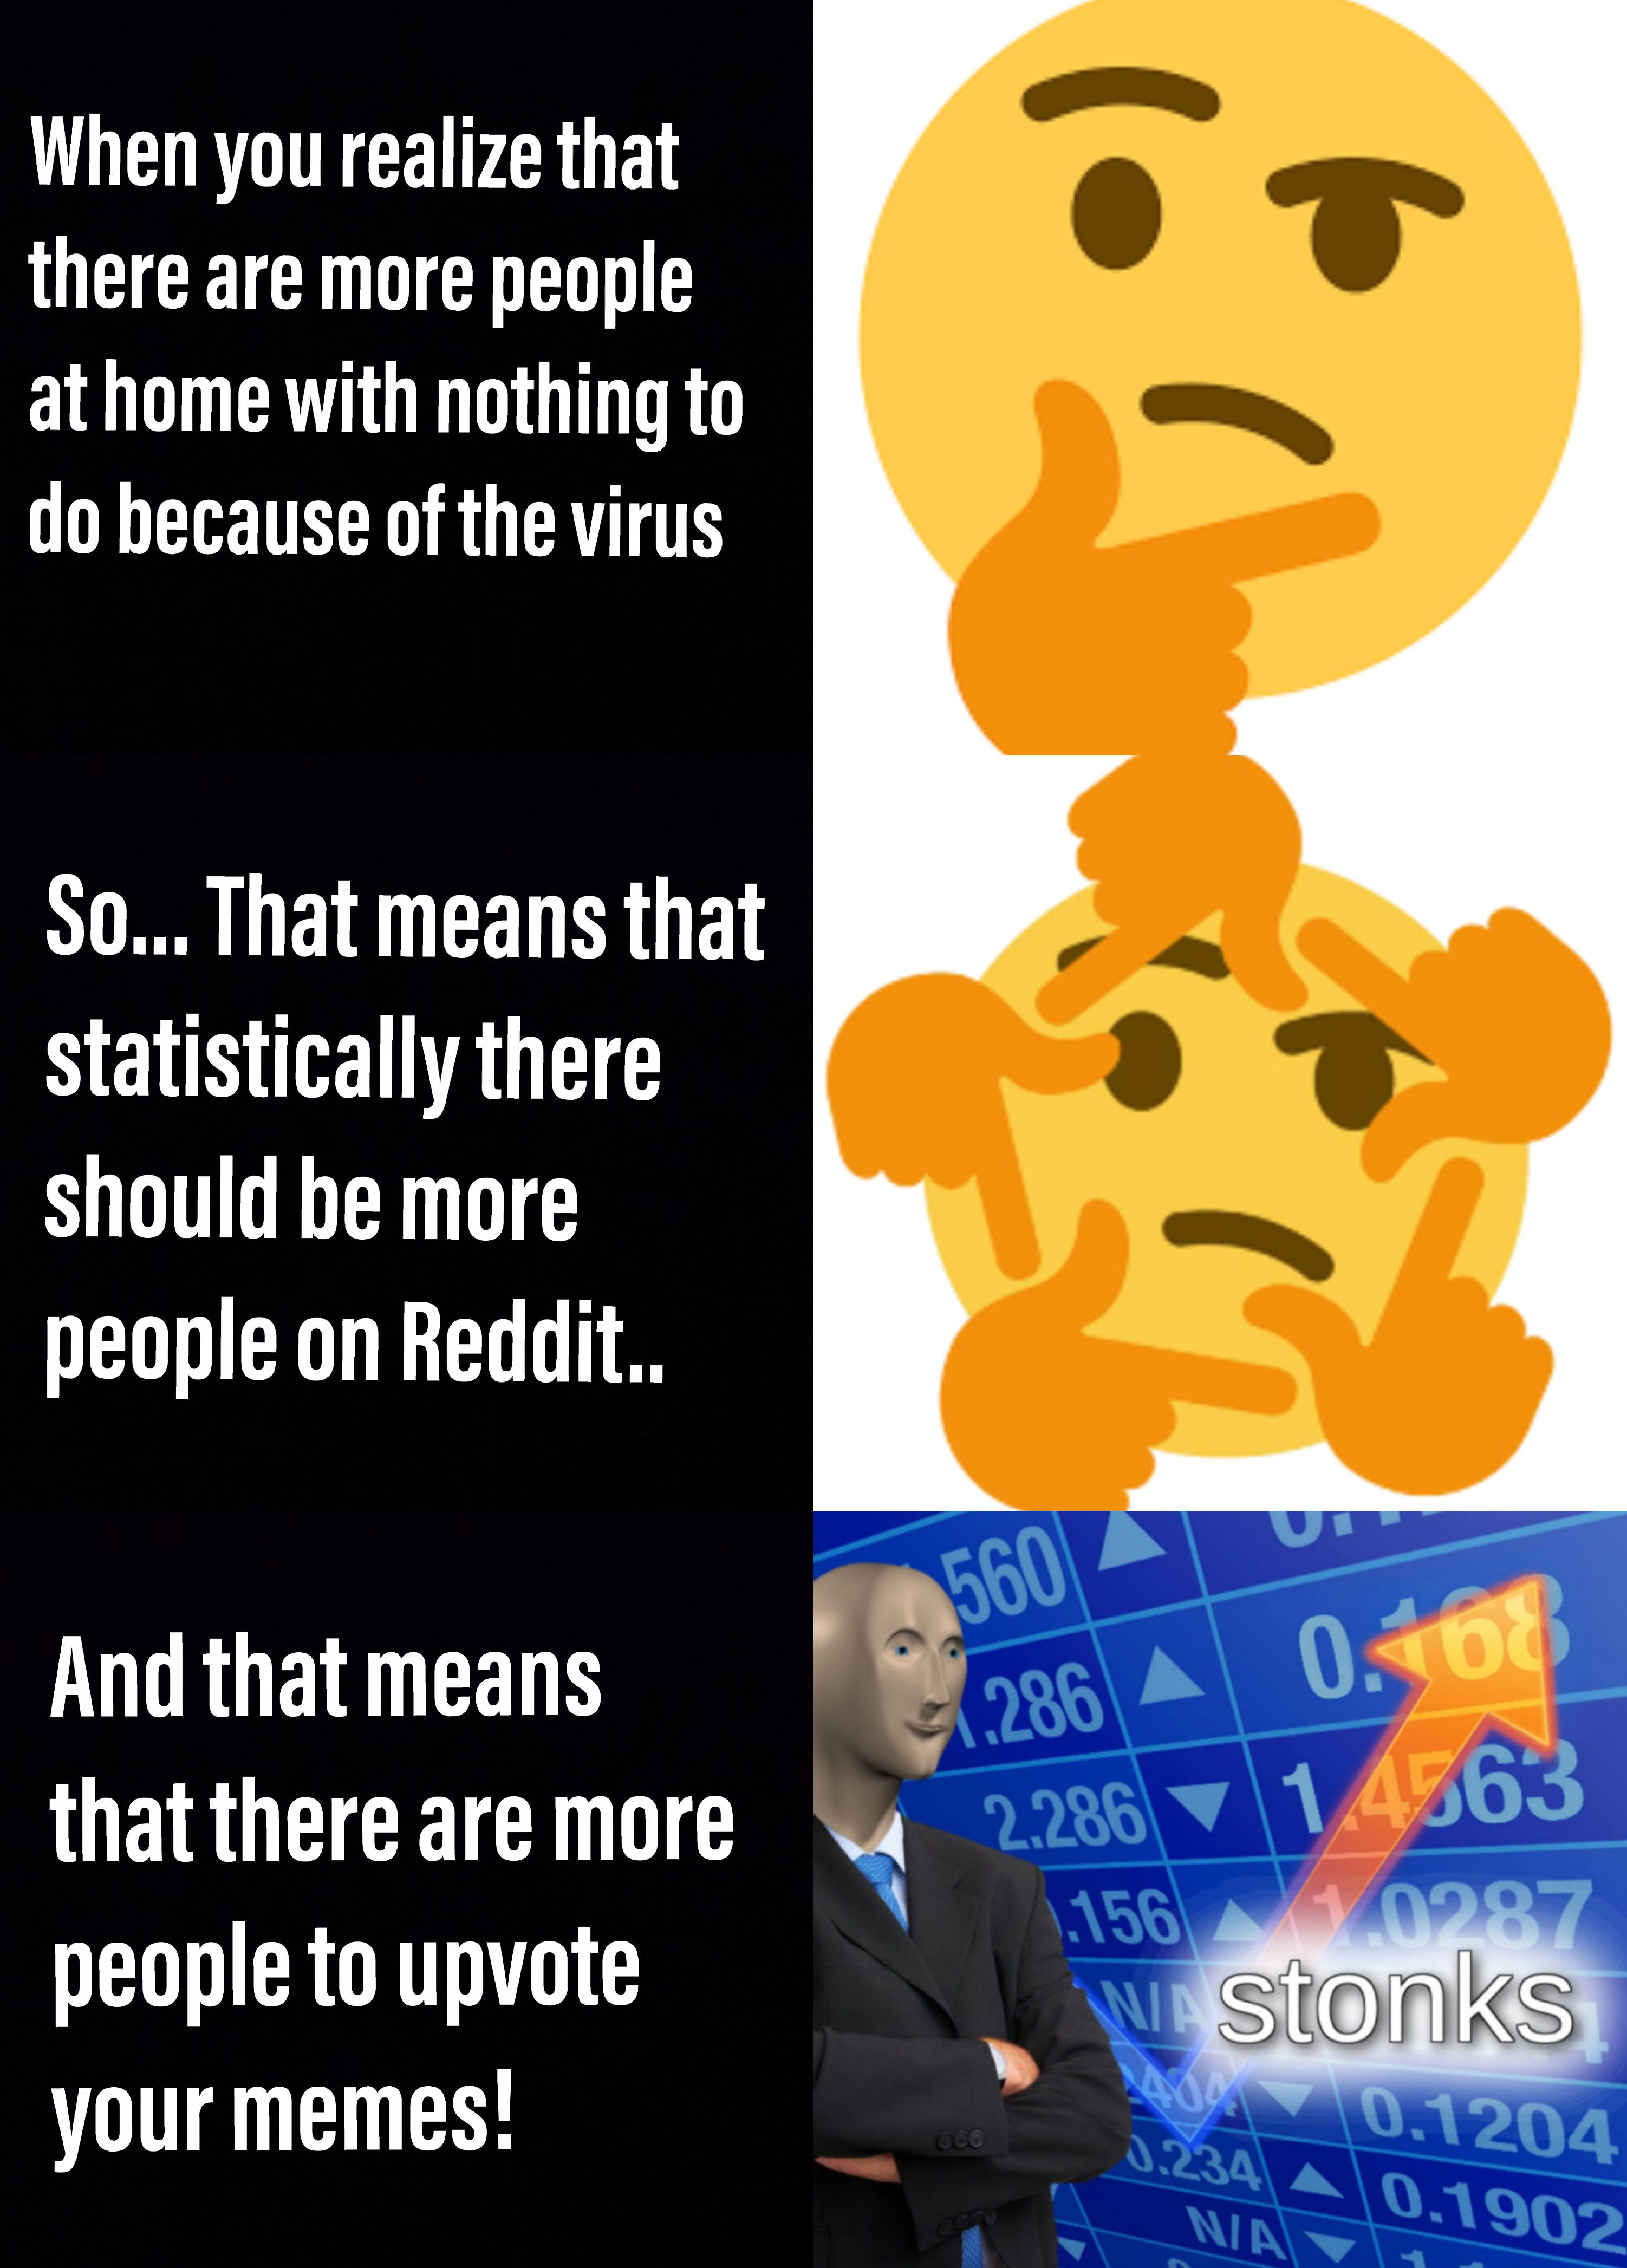 When you realize that
there are more people
at home with nothing to
do because of the virus
So... That means that
statistically there
should be more
people on Reddit..
And that means
that there are more
people to upvote
your memes!
560
1.286 0.168
2.286
.156 1.0287
N/A
stonks
.404 0.1204
0.234 0.1902
N/A